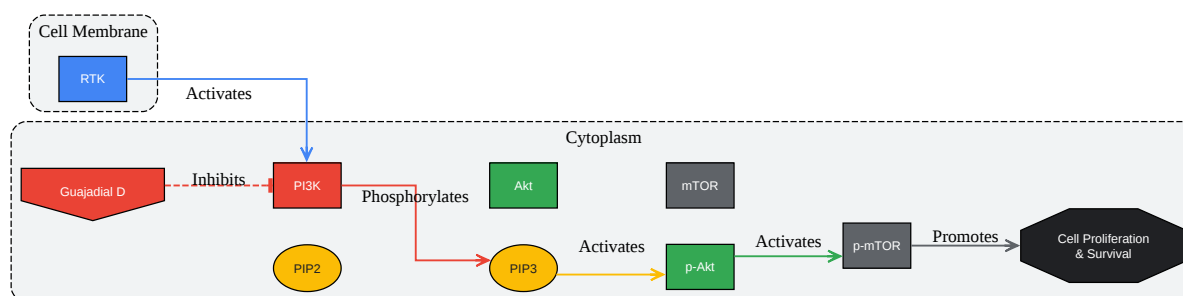 Cell Membrane
RTK
Activates
Cytoplasm
Guajadial D
Inhibits
PI3K
Phosphorylates
Akt
mTOR
PIP2
PIP3
Activates
p-Akt
Activates
p-mTOR
Promotes
Cell Proliferation
& Survival